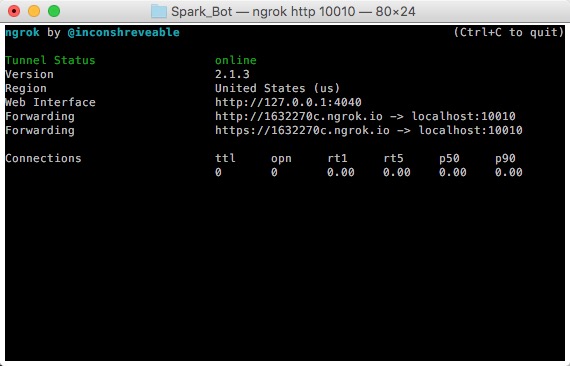 Spark_Bot — ngrok http 10010 — 80×24
ngrok by @inconshreveable (Ctrl+C to quit)
Tunnel Status online
Version 2.1.3
Region United States (us)
Web Interface http://127.0.0.1:4040
Forwarding http://1632270c.ngrok.io -> localhost:10010
Forwarding https://1632270c.ngrok.io -> localhost:10010
Connections ttl opn rt1 rt5 p50 p90
0 0 0.00 0.00 0.00 0.00